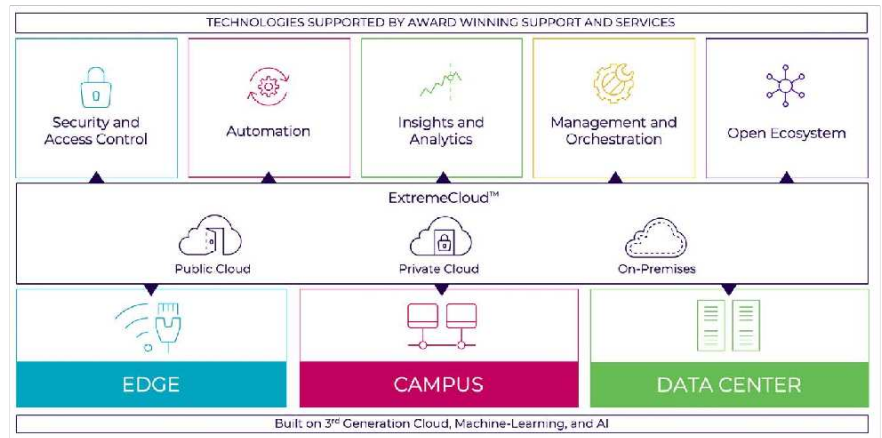 TECHNOLOGIES SUPPORTED BY AWARD WINNING SUPPORT AND SERVICES
Security and
Access Control
Automation
Insights and
Analytics
Management and
Orchestration
Open Ecosystem
ExtremeCloud™
Public Cloud
Private Cloud
On-Premises
EDGE
CAMPUS
DATA CENTER
Built on 3rd Generation Cloud, Machine-Learning, and AI